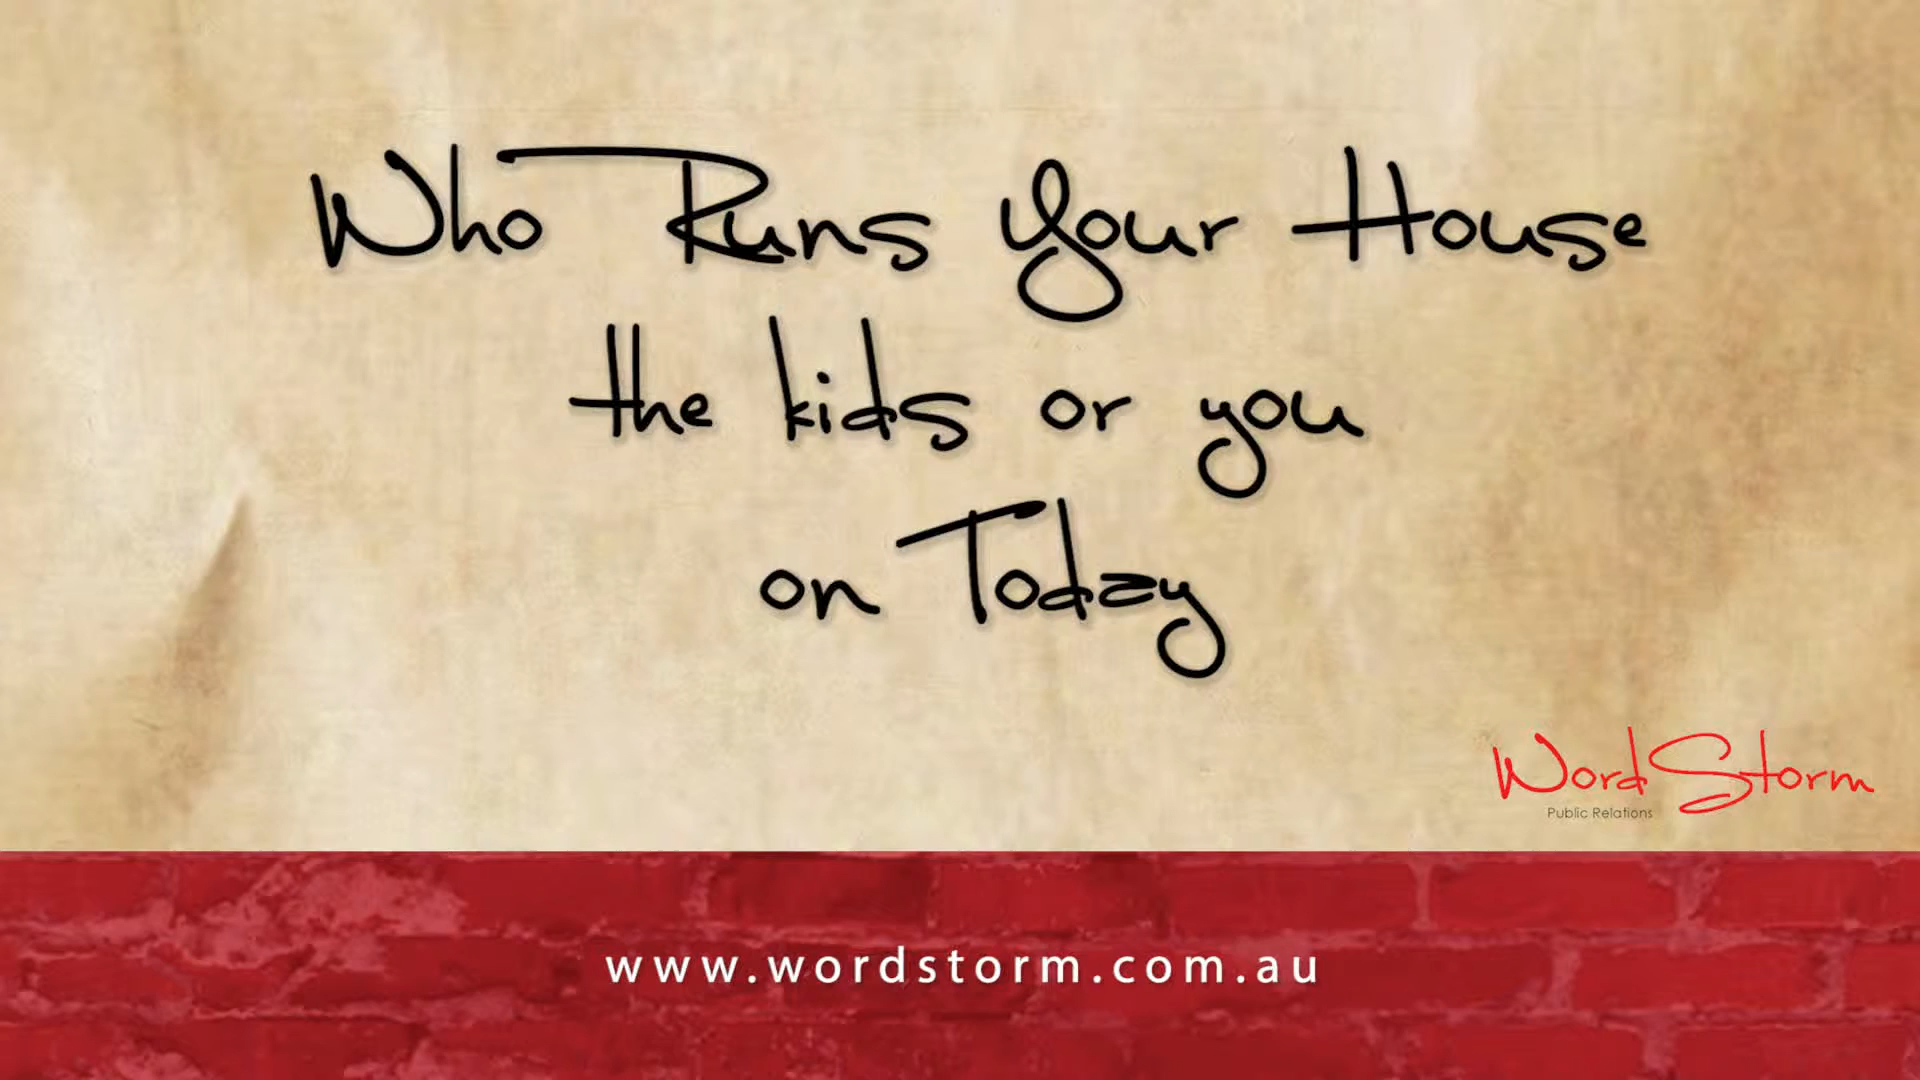 Who Runs Your House
the kids or you
on Today
WordStorm
Public Relations
www.wordstorm.com.au